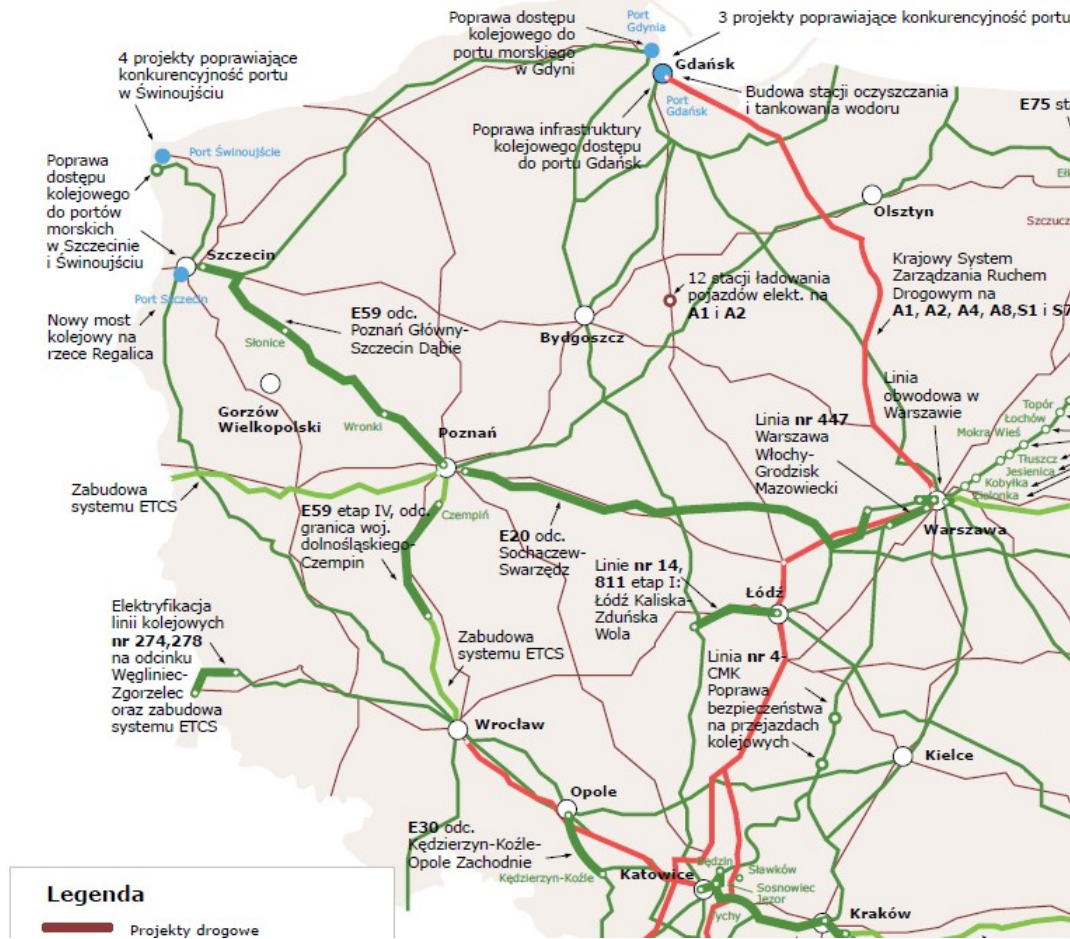 Poprawa dostępu
kolejowego do
portu morskiego
w Gdyni
Port
Gdynia
3 projekty poprawiające konkurencyjność portu
4 projekty poprawiające
konkurencyjność portu
w Świnoujściu
Gdańsk
Port
Gdańsk
Budowa stacji oczyszczania
i tankowania wodoru
E75 st
Poprawa infrastruktury
kolejowego dostępu
do portu Gdańsk
Port Świnoujście
Poprawa
dostępu
kolejowego
do portów
morskich
w Szczecinie
i Świnoujściu
Szczecin
Port Szczecin
Nowy most
kolejowy na
rzece Regalica
Olsztyn
Szczucz
Krajowy System
Zarządzania Ruchem
Drogowym na
A1, A2, A4, A8,S1 i S7
12 stacji ładowania
pojazdów elekt. na
A1 i A2
E59 odc.
Poznań Główny-
Szczecin Dąbie
Słonice
Bydgoszcz
Gorzów
Wielkopolski
Wronki
Poznań
Linia
obwodowa w
Warszawie
Linia nr 447
Warszawa
Włochy-
Grodzisk
Mazowiecki
Topór
Łochów
Mokra Wieś
Tłuszcz
Jesienica
Kobyłka
Zielonka
Warszawa
Zabudowa
systemu ETCS
E59 etap IV, odc.
granica woj.
dolnośląskiego-
Czempin
Czempiń
E20 odc.
Sochaczew-
Swarzędz
Linie nr 14,
811 etap I:
Łódź Kaliska-
Zduńska
Wola
Łódź
Elektryfikacja
linii kolejowych
nr 274,278
na odcinku
Węgliniec-
Zgorzelec
oraz zabudowa
systemu ETCS
Zabudowa
systemu ETCS
Linia nr 4-
CMK
Poprawa
bezpieczeństwa
na przejazdach
kolejowych
Wrocław
Kielce
Opole
E30 odc.
Kędzierzyn-Koźle-
Opole Zachodnie
Kędzierzyn-Koźle
Katowice
Będzin
Sławków
Sosnowiec
Jęzor
Tychy
Kraków
Legenda
Projekty drogowe